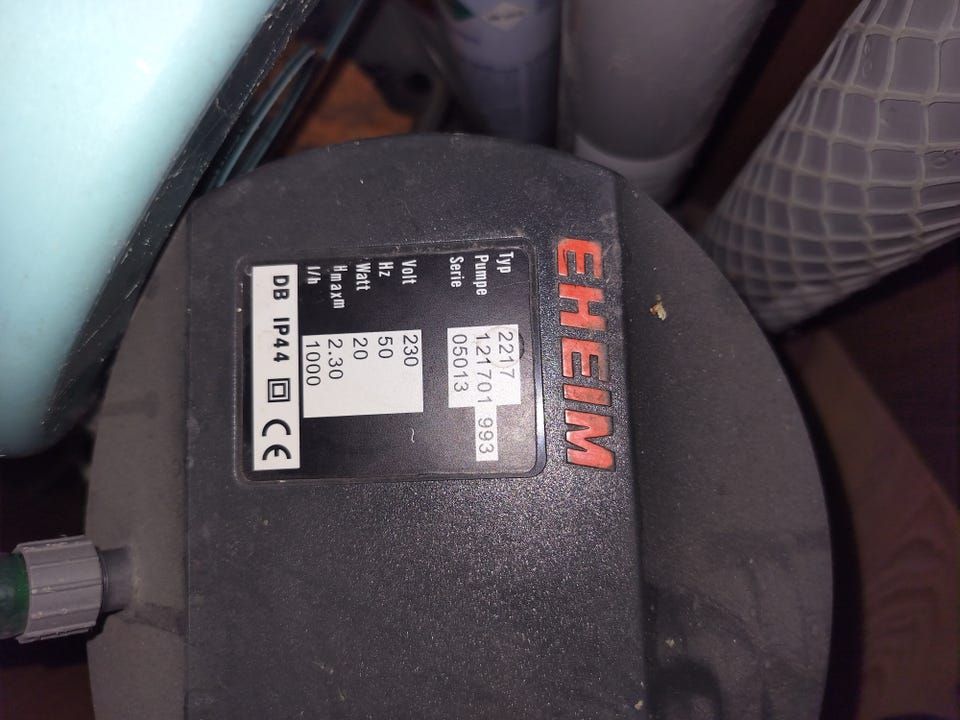 EHEIM
Typ 2217
Pumpe 121701 993
Serie 05013
Volt 230 ~
Hz 50
Watt 20
Hmaxm 2.30
l/h 1000
DB IP44 CE